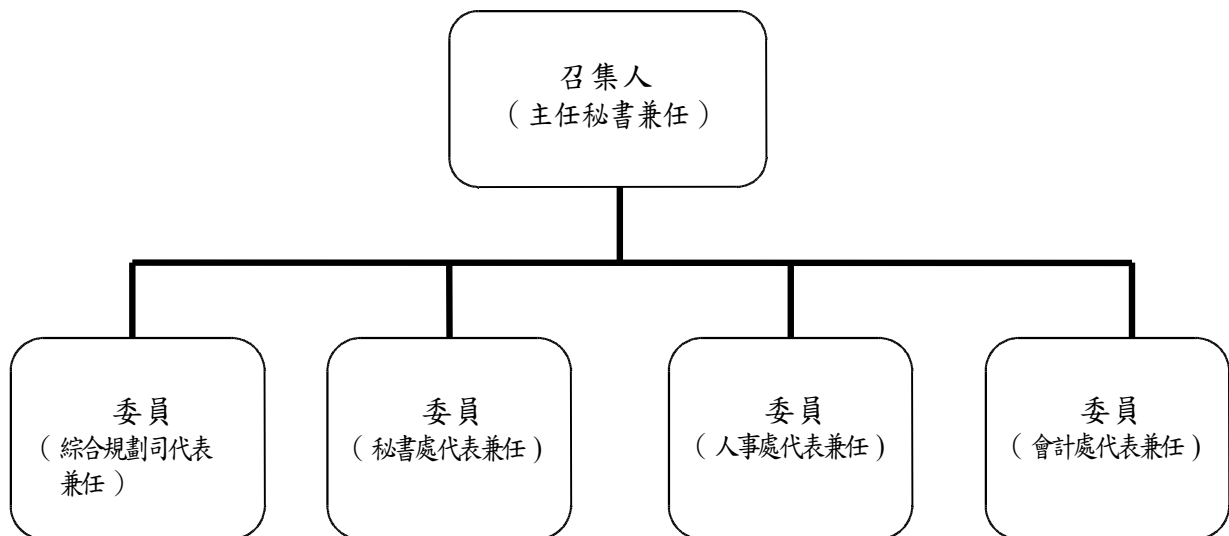 召集人
（主任秘書兼任）
委員
（綜合規劃司代表
兼任）
委員
（秘書處代表兼任）
委員
（人事處代表兼任）
委員
（會計處代表兼任）